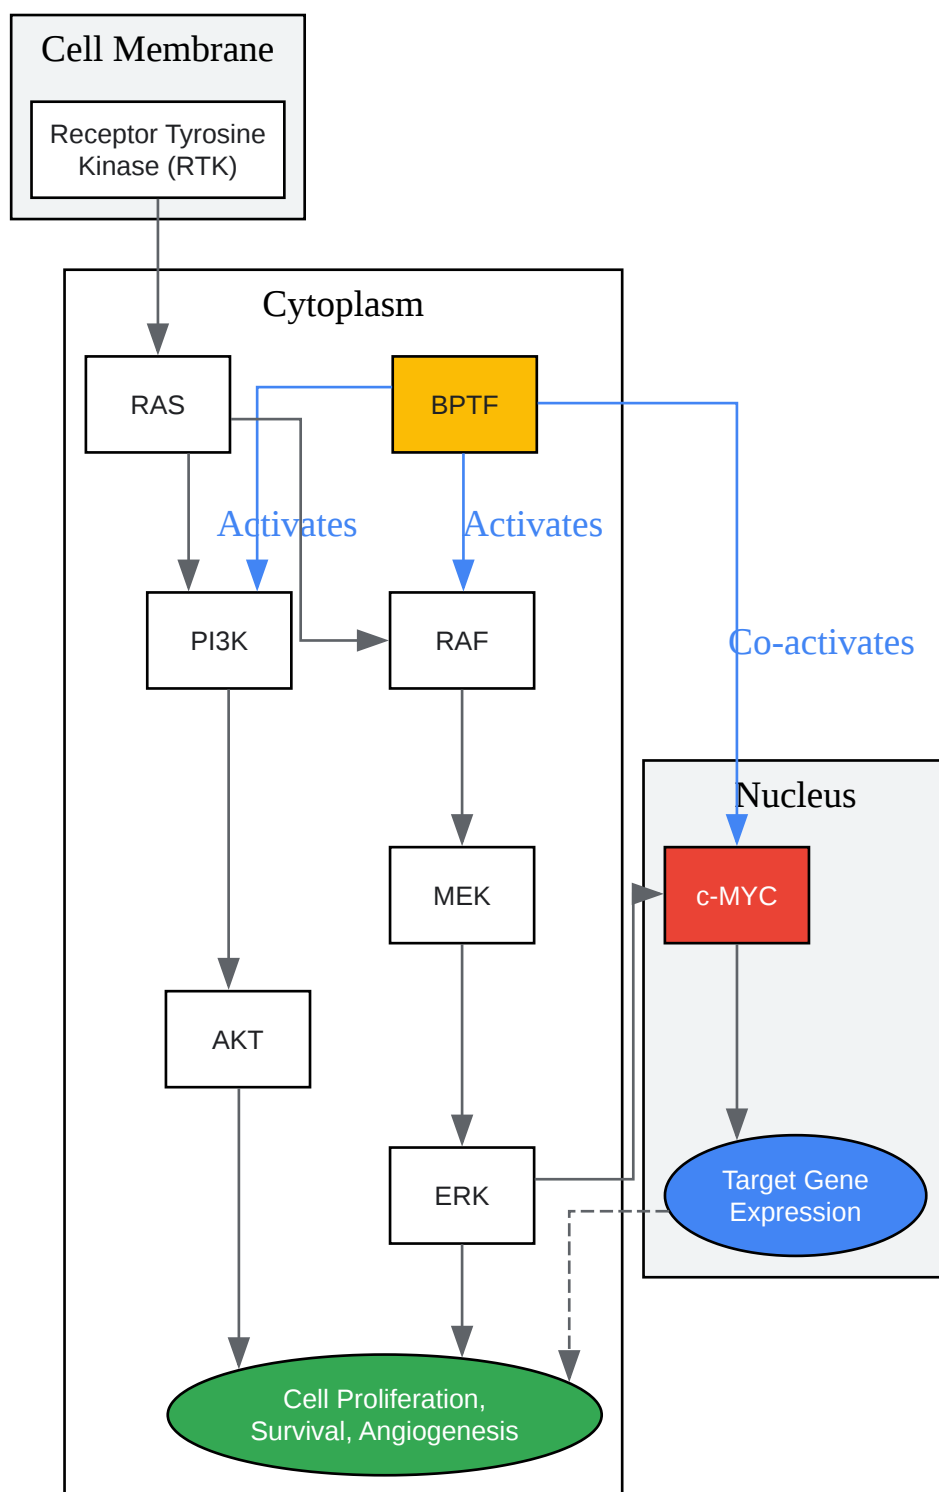 Cell Membrane
Receptor Tyrosine
Kinase (RTK)
Cytoplasm
RAS
BPTF
Activates
Activates
PI3K
RAF
Co-activates
Nucleus
MEK
c-MYC
AKT
ERK
Target Gene
Expression
Cell Proliferation,
Survival, Angiogenesis